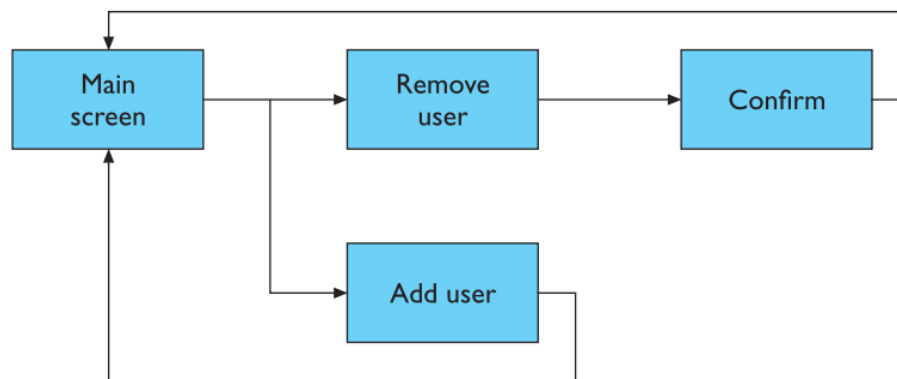 Main
screen
Remove
user
Confirm
Add user